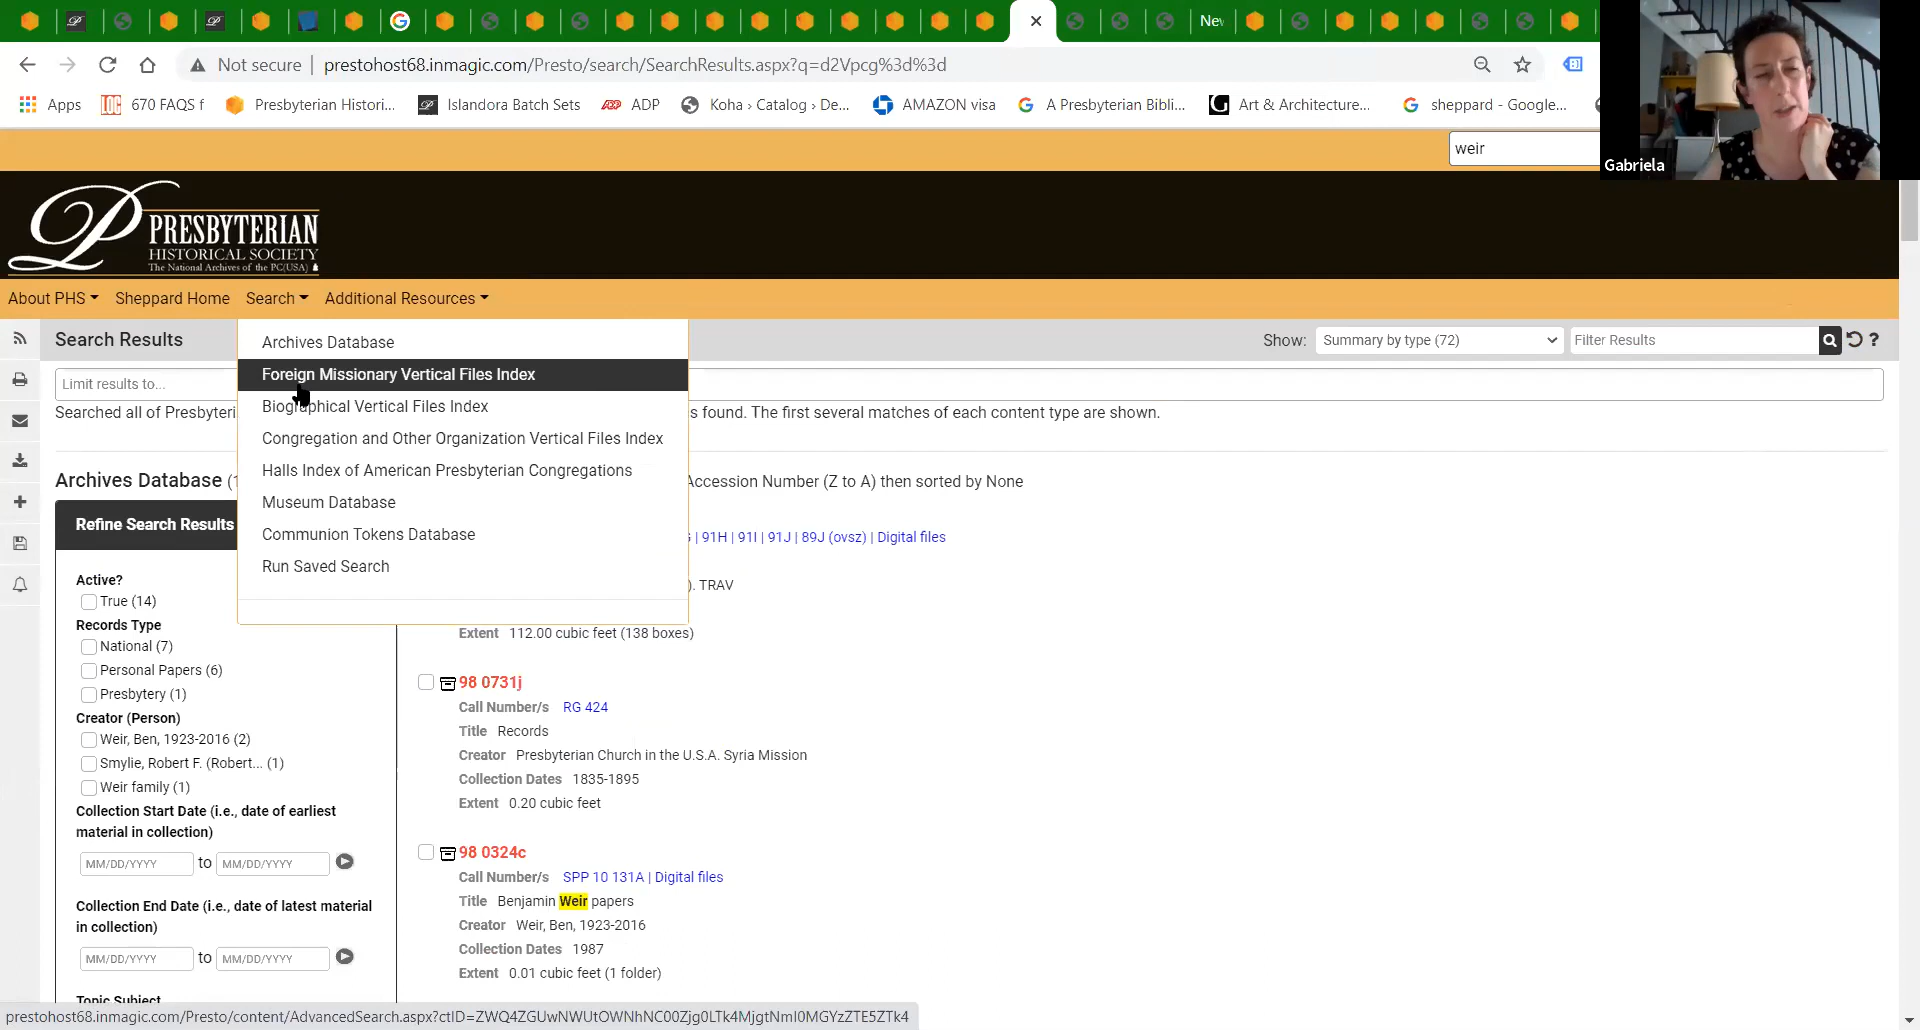 New
Not secure | prestohost68.inmagic.com/Presto/search/SearchResults.aspx?q=d2Vpcg%3d%3d
Apps 670 FAQS f Presbyterian Histori... Islandora Batch Sets ADP Koha › Catalog › De... AMAZON visa A Presbyterian Bibli... Art & Architecture... sheppard - Google...
weir
Gabriela
PRESBYTERIAN
HISTORICAL SOCIETY
The National Archives of the PC(USA)
About PHS Sheppard Home Search Additional Resources
Search Results Show: Summary by type (72) Filter Results ?
Archives Database
Foreign Missionary Vertical Files Index
Biographical Vertical Files Index
Congregation and Other Organization Vertical Files Index
Halls Index of American Presbyterian Congregations
Museum Database
Communion Tokens Database
Run Saved Search
Limit results to...
Searched all of Presbyteri s found. The first several matches of each content type are shown.
Archives Database (1 Accession Number (Z to A) then sorted by None
Refine Search Results
Active?
True (14)
Records Type
National (7)
Personal Papers (6)
Presbytery (1)
Creator (Person)
Weir, Ben, 1923-2016 (2)
Smylie, Robert F. (Robert... (1)
Weir family (1)
Collection Start Date (i.e., date of earliest
material in collection)
MM/DD/YYYY to MM/DD/YYYY
Collection End Date (i.e., date of latest material
in collection)
MM/DD/YYYY to MM/DD/YYYY
Topic Subject
| 91H | 91I | 91J | 89J (ovsz) | Digital files
). TRAV
Extent 112.00 cubic feet (138 boxes)
98 0731j
Call Number/s RG 424
Title Records
Creator Presbyterian Church in the U.S.A. Syria Mission
Collection Dates 1835-1895
Extent 0.20 cubic feet
98 0324c
Call Number/s SPP 10 131A | Digital files
Title Benjamin Weir papers
Creator Weir, Ben, 1923-2016
Collection Dates 1987
Extent 0.01 cubic feet (1 folder)
prestohost68.inmagic.com/Presto/content/AdvancedSearch.aspx?ctID=ZWQ4ZGUwNWUtOWNhNC00Zjg0LTk4MjgtNmI0MGYzZTE5ZTk4